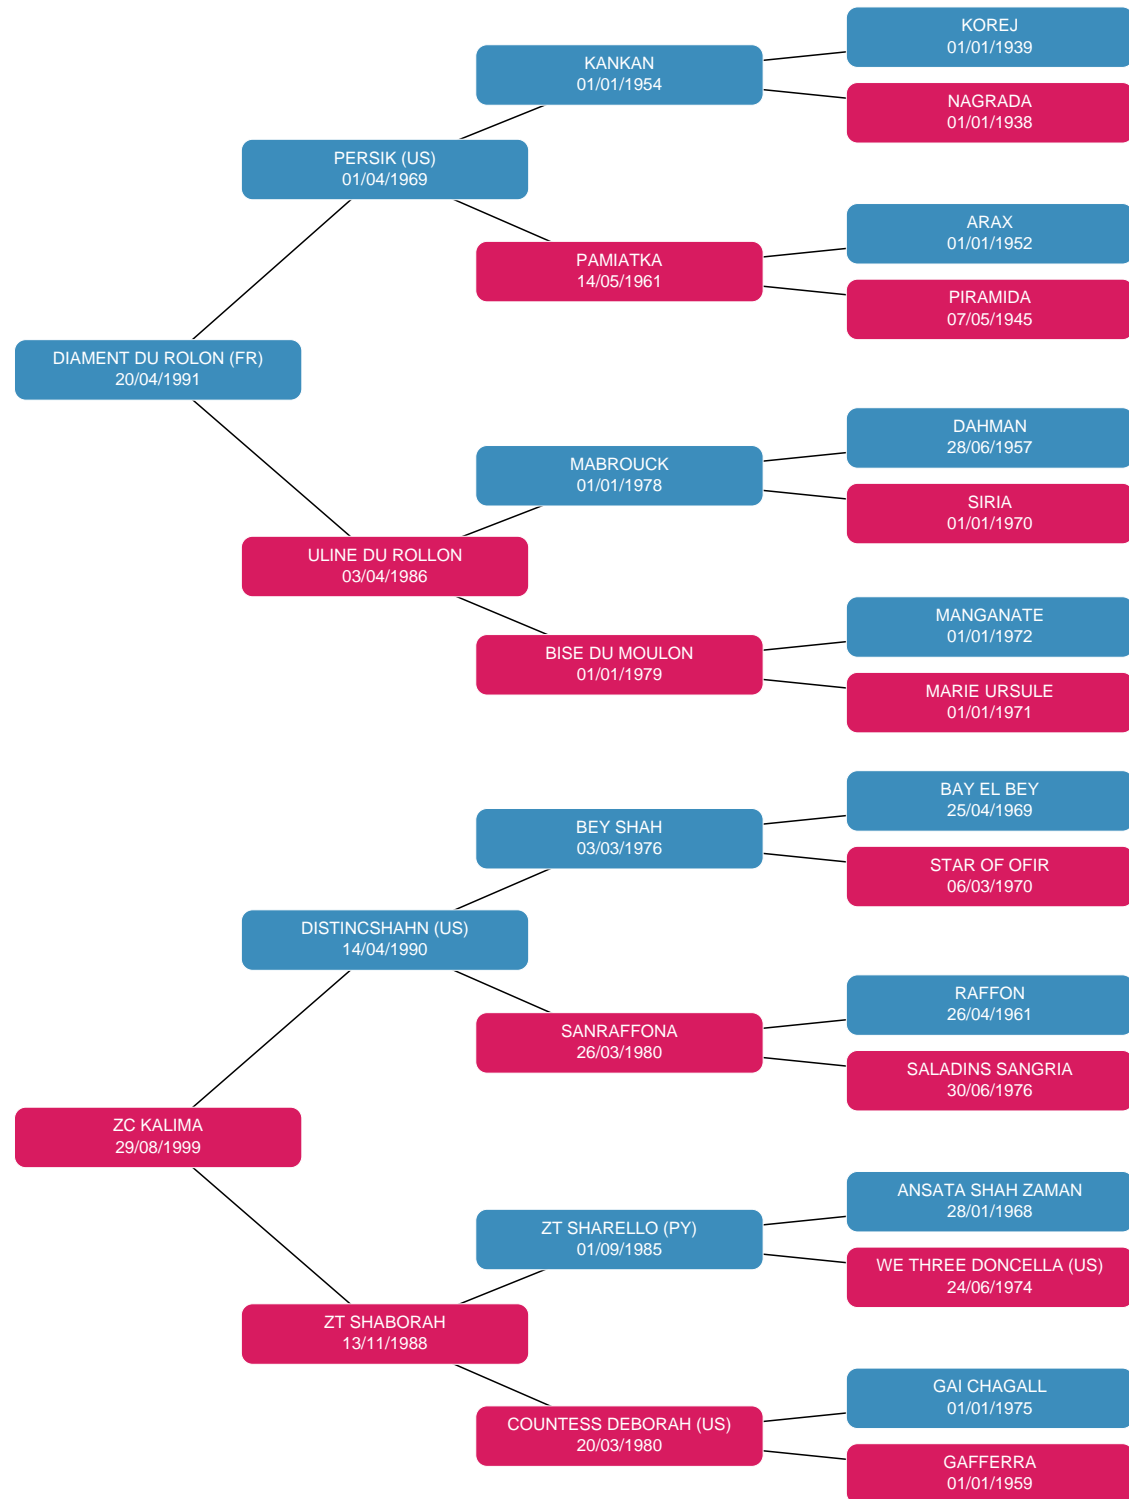 KOREJ
01/01/1939
KANKAN
01/01/1954
NAGRADA
01/01/1938
PERSIK (US)
01/04/1969
ARAX
01/01/1952
PAMIATKA
14/05/1961
PIRAMIDA
07/05/1945
DIAMENT DU ROLON (FR)
20/04/1991
DAHMAN
28/06/1957
MABROUCK
01/01/1978
SIRIA
01/01/1970
ULINE DU ROLLON
03/04/1986
MANGANATE
01/01/1972
BISE DU MOULON
01/01/1979
MARIE URSULE
01/01/1971
BAY EL BEY
25/04/1969
BEY SHAH
03/03/1976
STAR OF OFIR
06/03/1970
DISTINCSHAHN (US)
14/04/1990
RAFFON
26/04/1961
SANRAFFONA
26/03/1980
SALADINS SANGRIA
30/06/1976
ZC KALIMA
29/08/1999
ANSATA SHAH ZAMAN
28/01/1968
ZT SHARELLO (PY)
01/09/1985
WE THREE DONCELLA (US)
24/06/1974
ZT SHABORAH
13/11/1988
GAI CHAGALL
01/01/1975
COUNTESS DEBORAH (US)
20/03/1980
GAFFERRA
01/01/1959